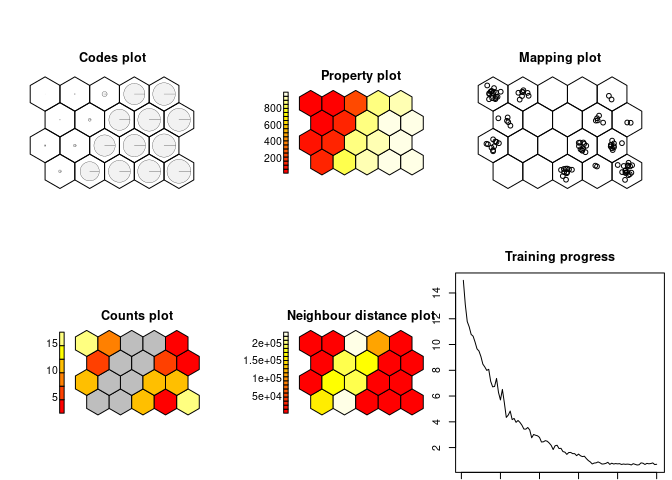 Codes plot
Property plot
Mapping plot
800
600
400
200
Training progress
Counts plot
Neighbour distance plot
15
10
5
2e+05
1.5e+05
1e+05
5e+04
14
12
10
8
6
4
2